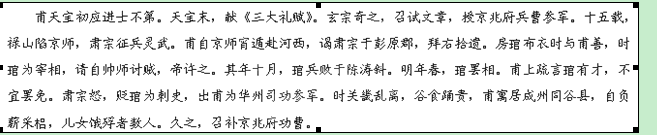 甫天宝初应进士不第。天宝末，献《三大礼赋》。玄宗奇之，召试文章，授京兆府兵曹参军。十五载，
禄山陷京师，肃宗征兵灵武。甫自京师宵遁赴河西，谒肃宗于彭原郡，拜右拾遗。房琯布衣时与甫善，时
琯为宰相，请自帅师讨贼，帝许之。其年十月，琯兵败于陈涛斜。明年春，琯罢相。甫上疏言琯有才，不
宜罢免。肃宗怒，贬琯为刺史，出甫为华州司功参军。时关畿乱离，谷食踊贵，甫寓居成州同谷县，自负
薪采梠，儿女饿殍者数人。久之，召补京兆府功曹。